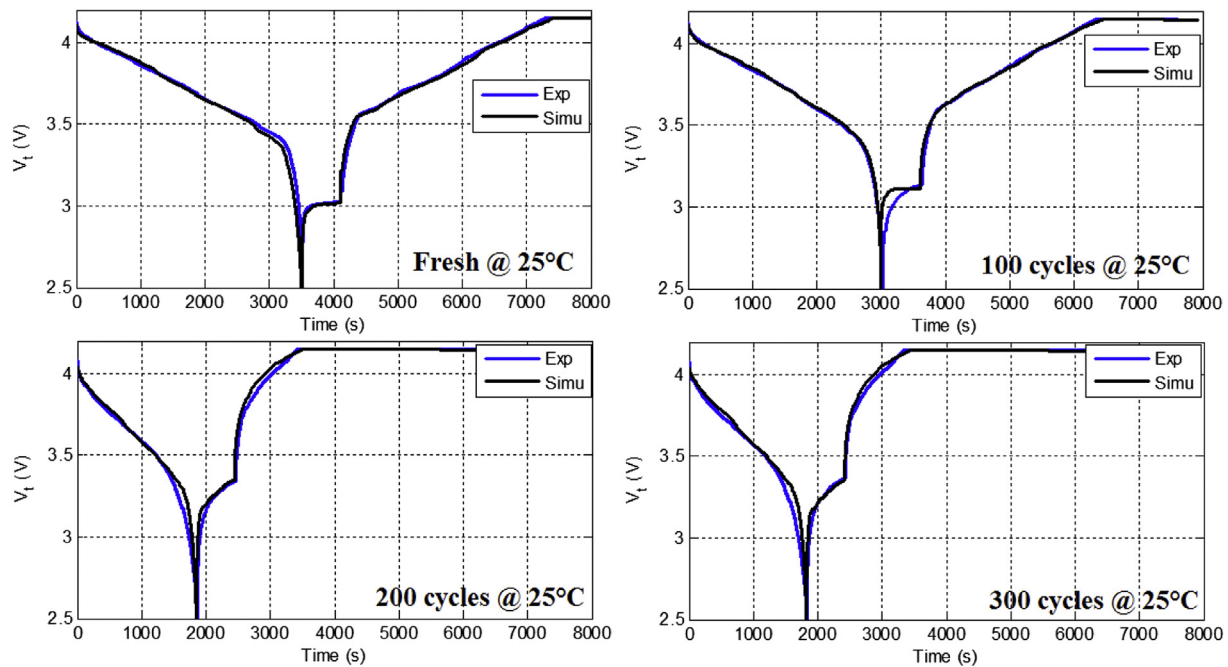 4
3.5
3
2.5
V_t (V)
Exp
Simu
Fresh @ 25°C
0 1000 2000 3000 4000 5000 6000 7000 8000
Time (s)
4
3.5
3
2.5
V_t (V)
Exp
Simu
100 cycles @ 25°C
0 1000 2000 3000 4000 5000 6000 7000 8000
Time (s)
4
3.5
3
2.5
V_t (V)
Exp
Simu
200 cycles @ 25°C
0 1000 2000 3000 4000 5000 6000 7000 8000
Time (s)
4
3.5
3
2.5
V_t (V)
Exp
Simu
300 cycles @ 25°C
0 1000 2000 3000 4000 5000 6000 7000 8000
Time (s)